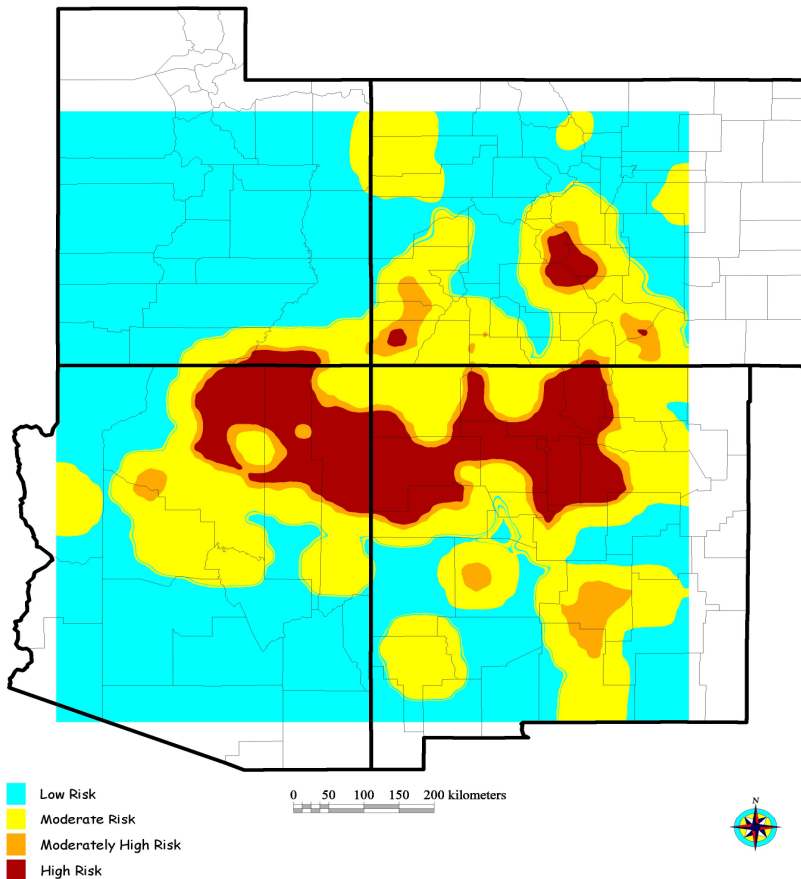 Low Risk
Moderate Risk
Moderately High Risk
High Risk
0 50 100 150 200 kilometers
N